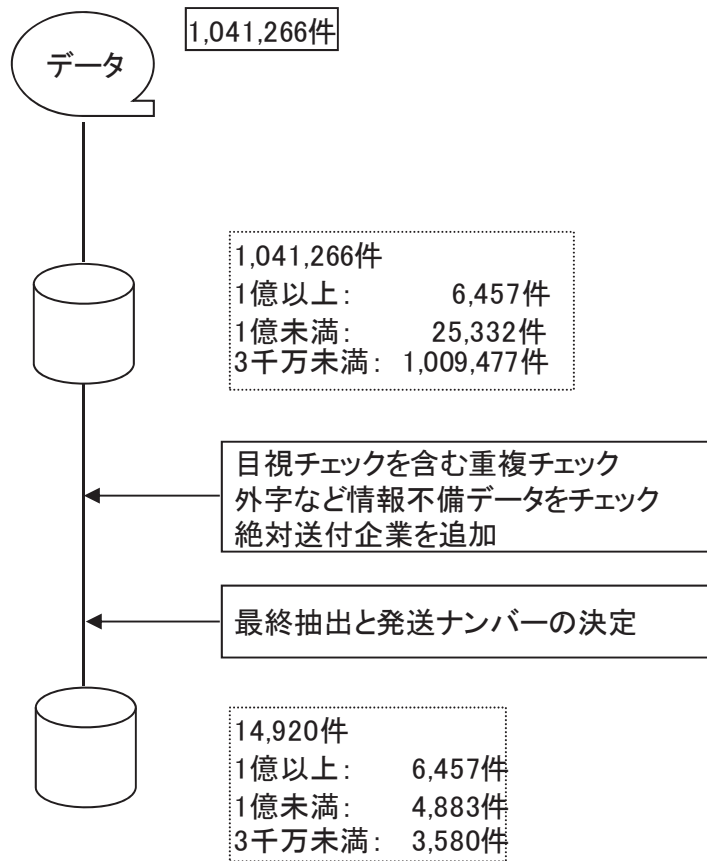 1,041,266件
データ
1,041,266件
1億以上： 6,457件
1億未満： 25,332件
3千万未満： 1,009,477件
目視チェックを含む重複チェック
外字など情報不備データをチェック
絶対送付企業を追加
最終抽出と発送ナンバーの決定
14,920件
1億以上： 6,457件
1億未満： 4,883件
3千万未満： 3,580件